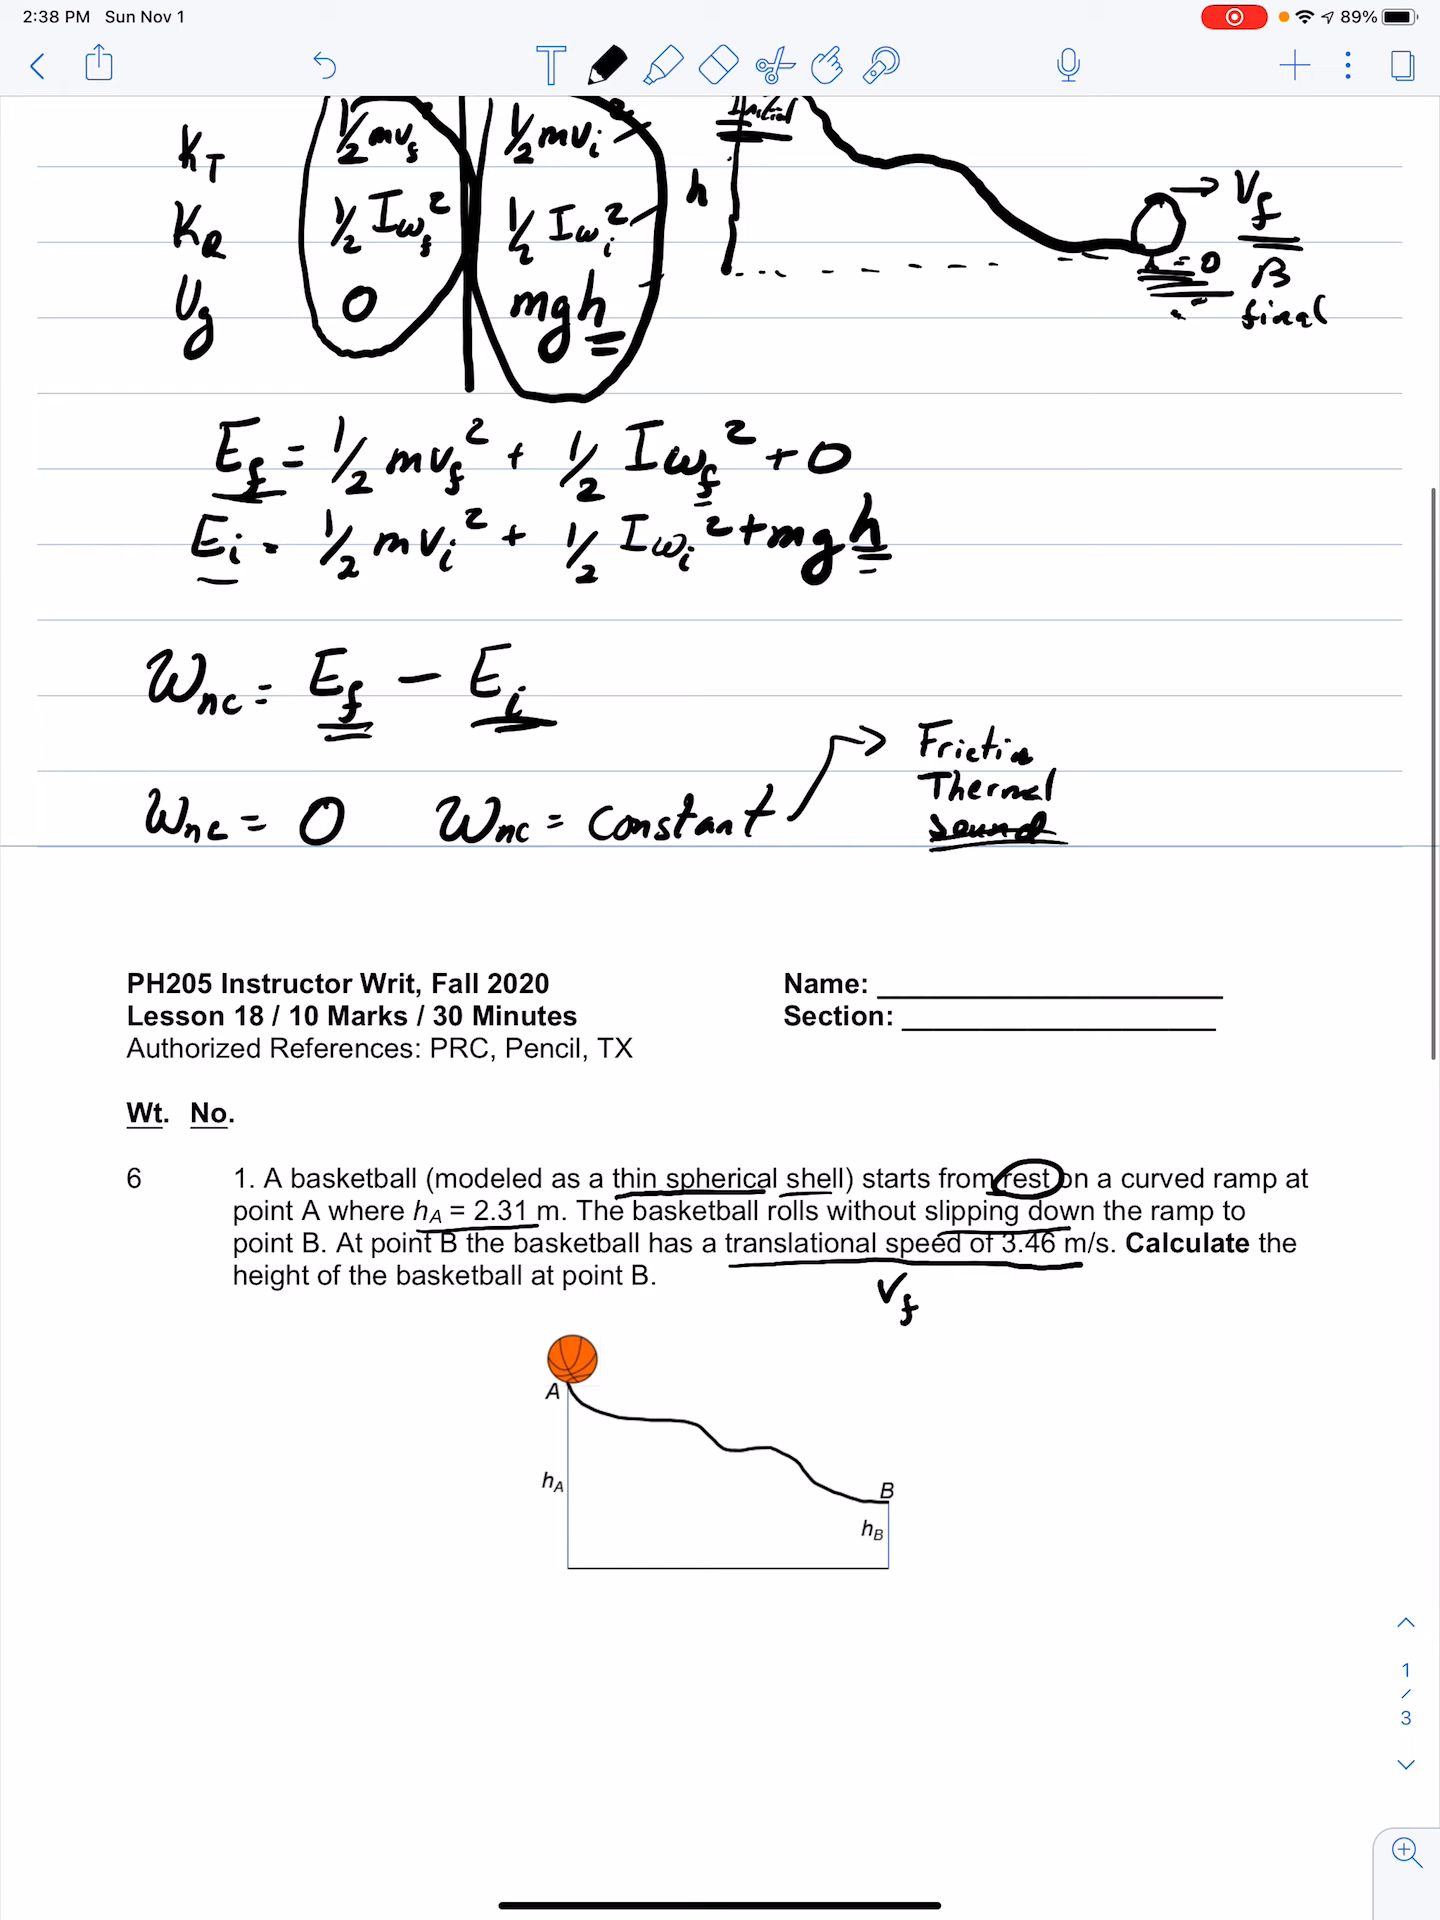 2:38 PM Sun Nov 1
89%
T
Initial
K_T ½mv_f ½mv_i
h
V_f
K_R ½Iω_f² ½Iω_i²
= 0
B
U_g 0 mgh
final
E_f = ½mv_f² + ½Iω_f² + 0
E_i = ½mv_i² + ½Iω_i² + mgh
W_nc = E_f − E_i
Friction
Thermal
W_nc = 0 W_nc = constant
sound
PH205 Instructor Writ, Fall 2020 Name:
Lesson 18 / 10 Marks / 30 Minutes Section:
Authorized References: PRC, Pencil, TX
Wt. No.
6 1. A basketball (modeled as a thin spherical shell) starts from rest on a curved ramp at
point A where h_A = 2.31 m. The basketball rolls without slipping down the ramp to
point B. At point B the basketball has a translational speed of 3.46 m/s. Calculate the
height of the basketball at point B.
V_f
A
h_A
B
h_B
1
/
3